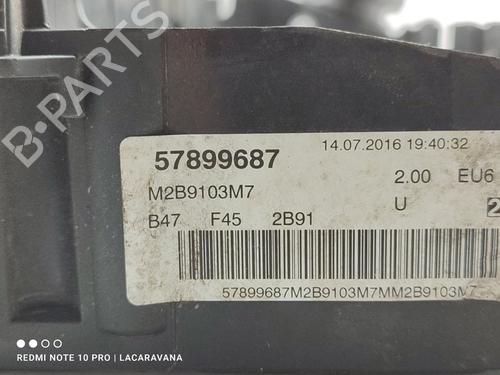 57899687 14.07.2016 19:40:32
M2B9103M7 2.00 EU6
B47 F45 2B91 U 2
57899687M2B9103M7MM2B9103M7
B-PARTS
REDMI NOTE 10 PRO | LACARAVANA